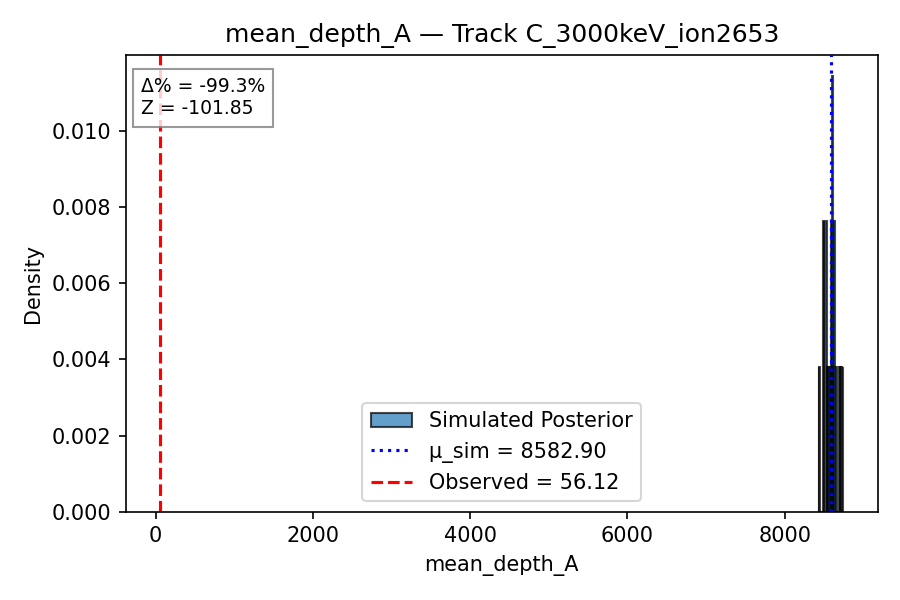 mean_depth_A — Track C_3000keV_ion2653
Δ% = -99.3%
Z = -101.85
0.010
0.008
0.006
0.004
0.002
0.000
Density
Simulated Posterior
μ_sim = 8582.90
Observed = 56.12
0 2000 4000 6000 8000
mean_depth_A